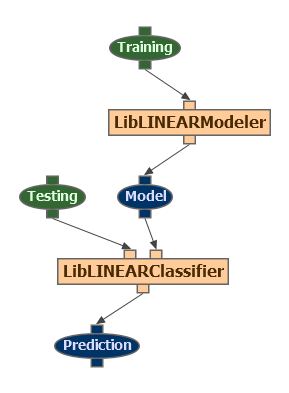 Training
LibLINEARModeler
Testing
Model
LibLINEARClassifier
Prediction